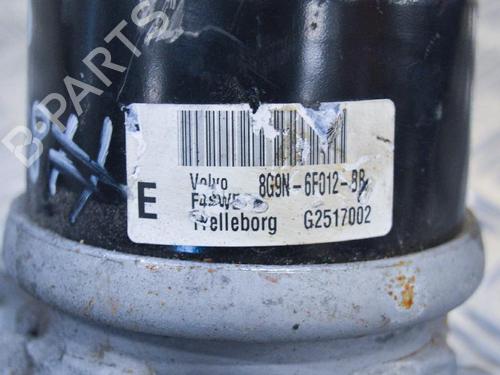 B-PARTS
E
Volvo 8G9N-6F012-BB
Trelleborg G2517002